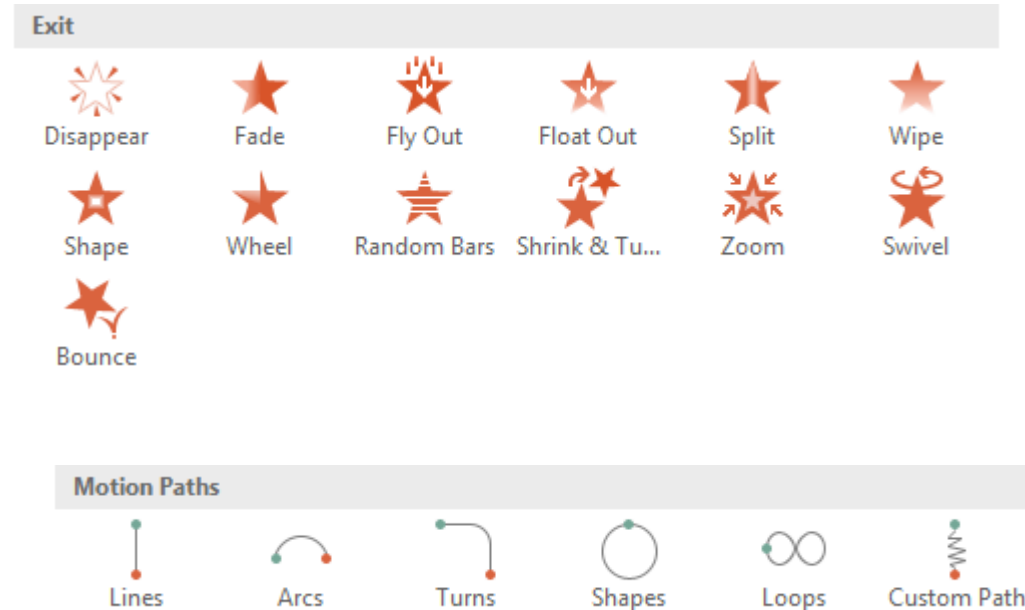 Exit
Disappear Fade Fly Out Float Out Split Wipe
Shape Wheel Random Bars Shrink & Tu... Zoom Swivel
Bounce
Motion Paths
Lines Arcs Turns Shapes Loops Custom Path